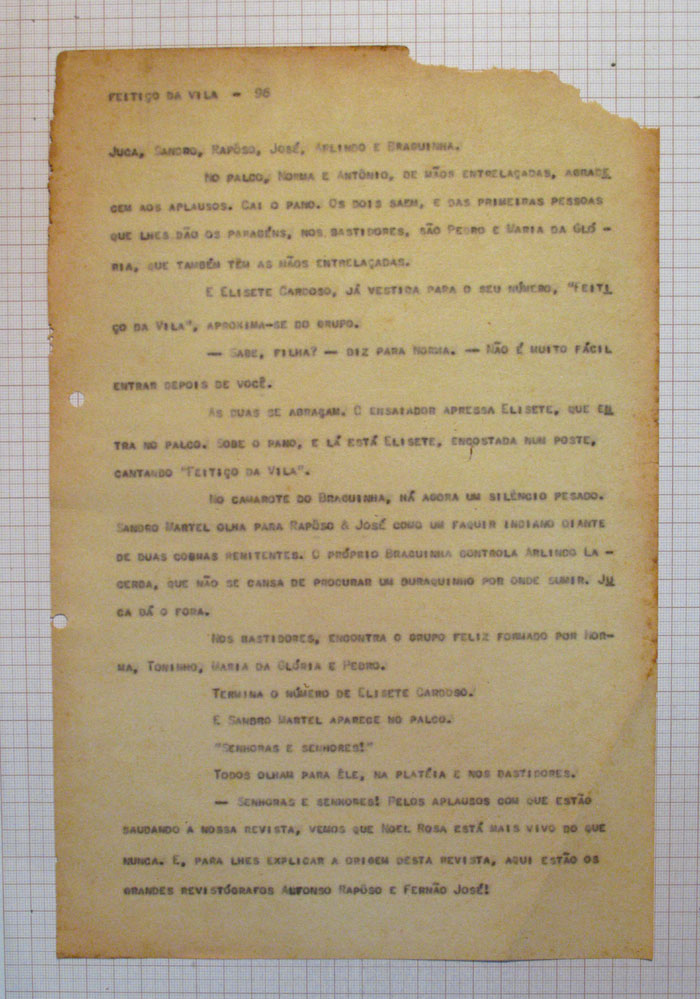 FEITIÇO DA VILA - 96
JUCA, SANDRO, RAPÔSO, JOSÉ, ARLINDO E BRAGUINHA.
NO PALCO, NORMA E ANTÔNIO, DE MÃOS ENTRELAÇADAS, AGRADE
CEM AOS APLAUSOS. CAI O PANO. OS DOIS SAEM, E DAS PRIMEIRAS PESSOAS
QUE LHES DÃO OS PARABÉNS, NOS BASTIDORES, SÃO PEDRO E MARIA DA GLÓ-
RIA, QUE TAMBÉM TÊM AS MÃOS ENTRELAÇADAS.
E ELISETE CARDOSO, JÁ VESTIDA PARA O SEU NÚMERO, "FEITI
ÇO DA VILA", APROXIMA-SE DO GRUPO.
— SABE, FILHA? — DIZ PARA NORMA. — NÃO É MUITO FÁCIL
ENTRAR DEPOIS DE VOCÊ.
AS DUAS SE ABRAÇAM. O ENSAIADOR APRESSA ELISETE, QUE EN
TRA NO PALCO. SOBE O PANO, E LÁ ESTÁ ELISETE, ENCOSTADA NUM POSTE,
CANTANDO "FEITIÇO DA VILA".
NO CAMAROTE DO BRAGUINHA, HÁ AGORA UM SILÊNCIO PESADO.
SANDRO MARTEL OLHA PARA RAPÔSO & JOSÉ COMO UM FAQUIR INDIANO DIANTE
DE DUAS COBRAS RENITENTES. O PRÓPRIO BRAGUINHA CONTROLA ARLINDO LA-
CERDA, QUE NÃO SE CANSA DE PROCURAR UM BURAQUINHO POR ONDE SUMIR. JU
CA DÁ O FORA.
NOS BASTIDORES, ENCONTRA O GRUPO FELIZ FORMADO POR NOR-
MA, TONINHO, MARIA DA GLÓRIA E PEDRO.
TERMINA O NÚMERO DE ELISETE CARDOSO.
E SANDRO MARTEL APARECE NO PALCO.
"SENHORAS E SENHORES!"
TODOS OLHAM PARA ÊLE, NA PLATÉIA E NOS BASTIDORES.
— SENHORAS E SENHORES! PELOS APLAUSOS COM QUE ESTÃO
SAUDANDO A NOSSA REVISTA, VEMOS QUE NOEL ROSA ESTÁ MAIS VIVO DO QUE
NUNCA. E, PARA LHES EXPLICAR A ORIGEM DESTA REVISTA, AQUI ESTÃO OS
GRANDES REVISTÓGRAFOS ALFONSO RAPÔSO E FERNÃO JOSÉ!